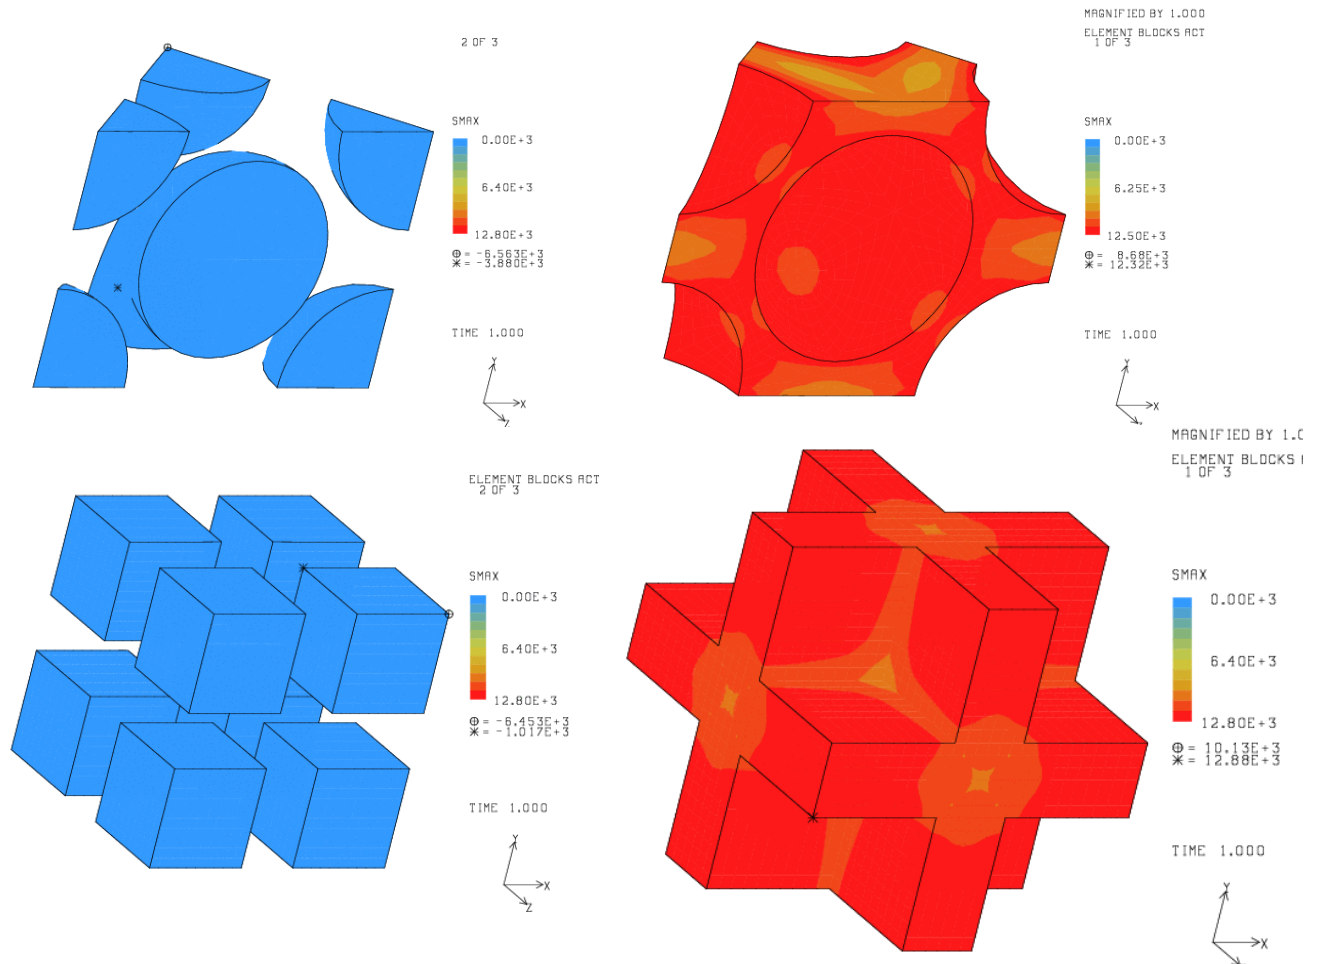 2 OF 3
SMAX
0.00E+3
6.40E+3
12.80E+3
⊕= -6.563E+3
✳= -3.880E+3
TIME 1.000
Y
X
Z
MAGNIFIED BY 1.000
ELEMENT BLOCKS ACT
1 OF 3
SMAX
0.00E+3
6.25E+3
12.50E+3
⊕= 8.68E+3
✳= 12.32E+3
TIME 1.000
Y
X
ELEMENT BLOCKS ACT
2 OF 3
SMAX
0.00E+3
6.40E+3
12.80E+3
⊕= -6.453E+3
✳= -1.017E+3
TIME 1.000
Y
X
Z
MAGNIFIED BY 1.0
ELEMENT BLOCKS
1 OF 3
SMAX
0.00E+3
6.40E+3
12.80E+3
⊕= 10.13E+3
✳= 12.88E+3
TIME 1.000
Y
X